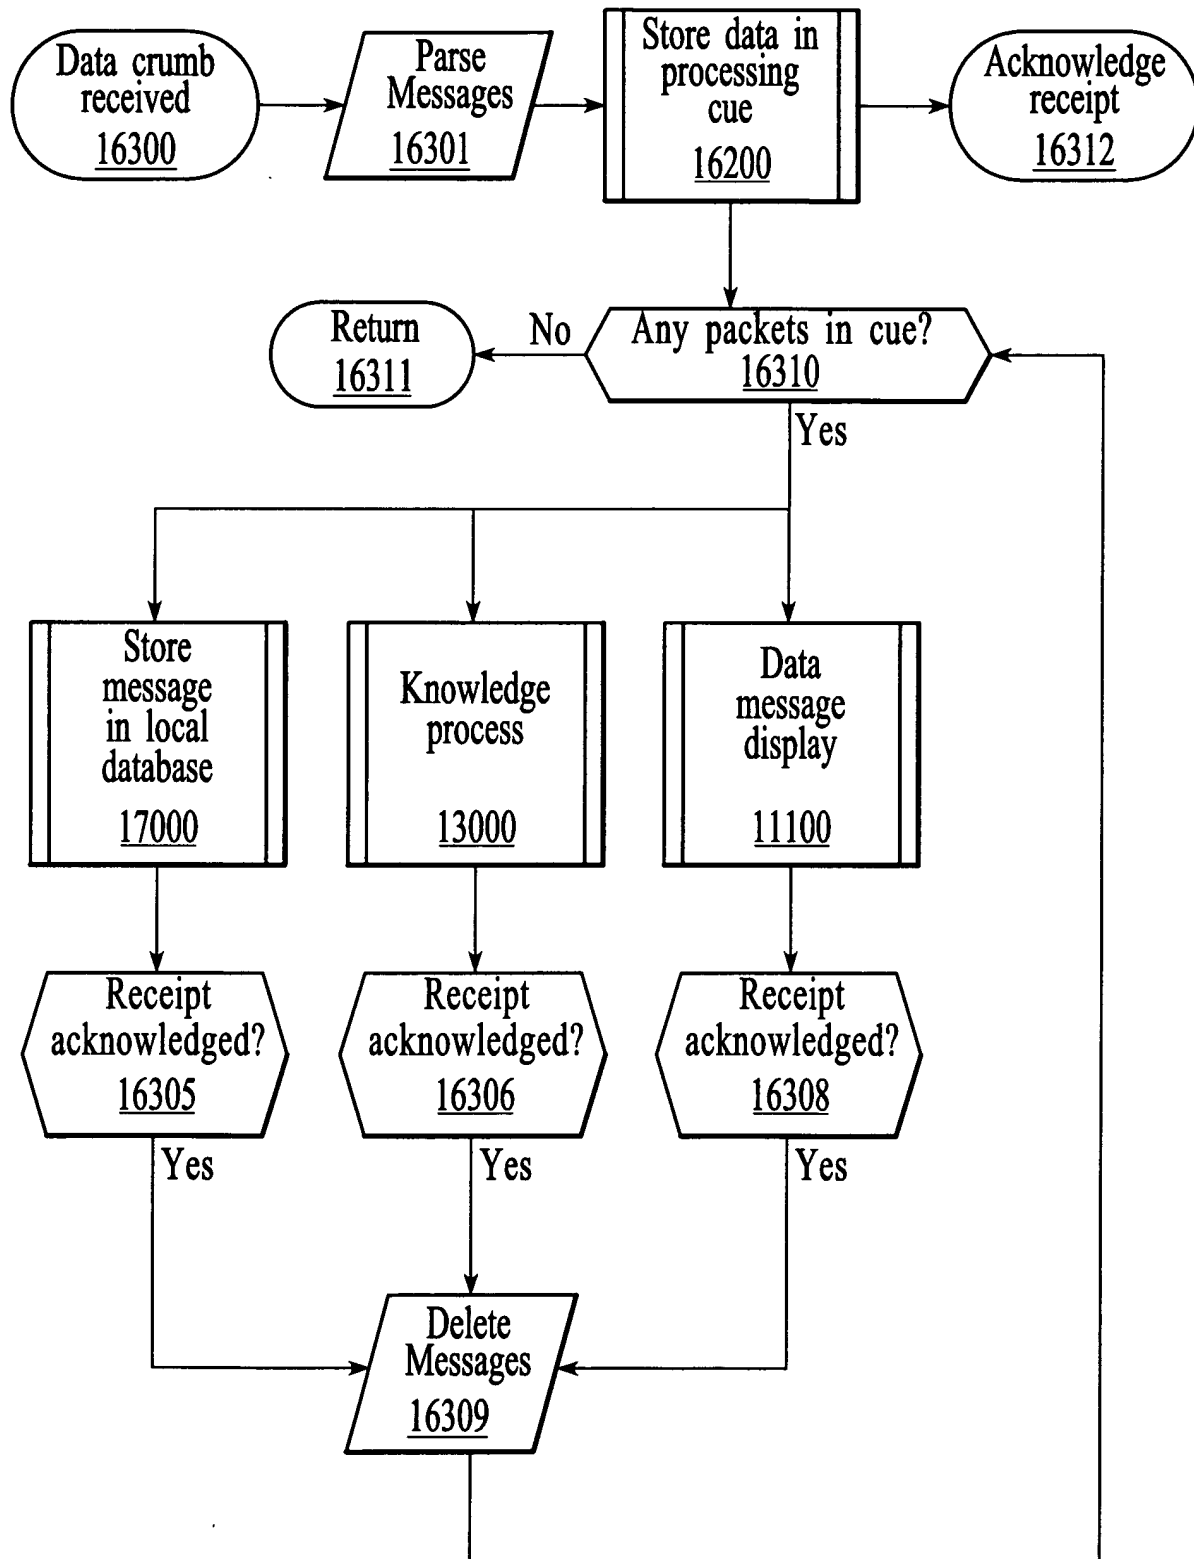 Data crumb
received
16300
Parse
Messages
16301
Store data in
processing
cue
16200
Acknowledge
receipt
16312
Return
16311
No
Any packets in cue?
16310
Yes
Store
message
in local
database
17000
Knowledge
process
13000
Data
message
display
11100
Receipt
acknowledged?
16305
Receipt
acknowledged?
16306
Receipt
acknowledged?
16308
Yes
Yes
Yes
Delete
Messages
16309